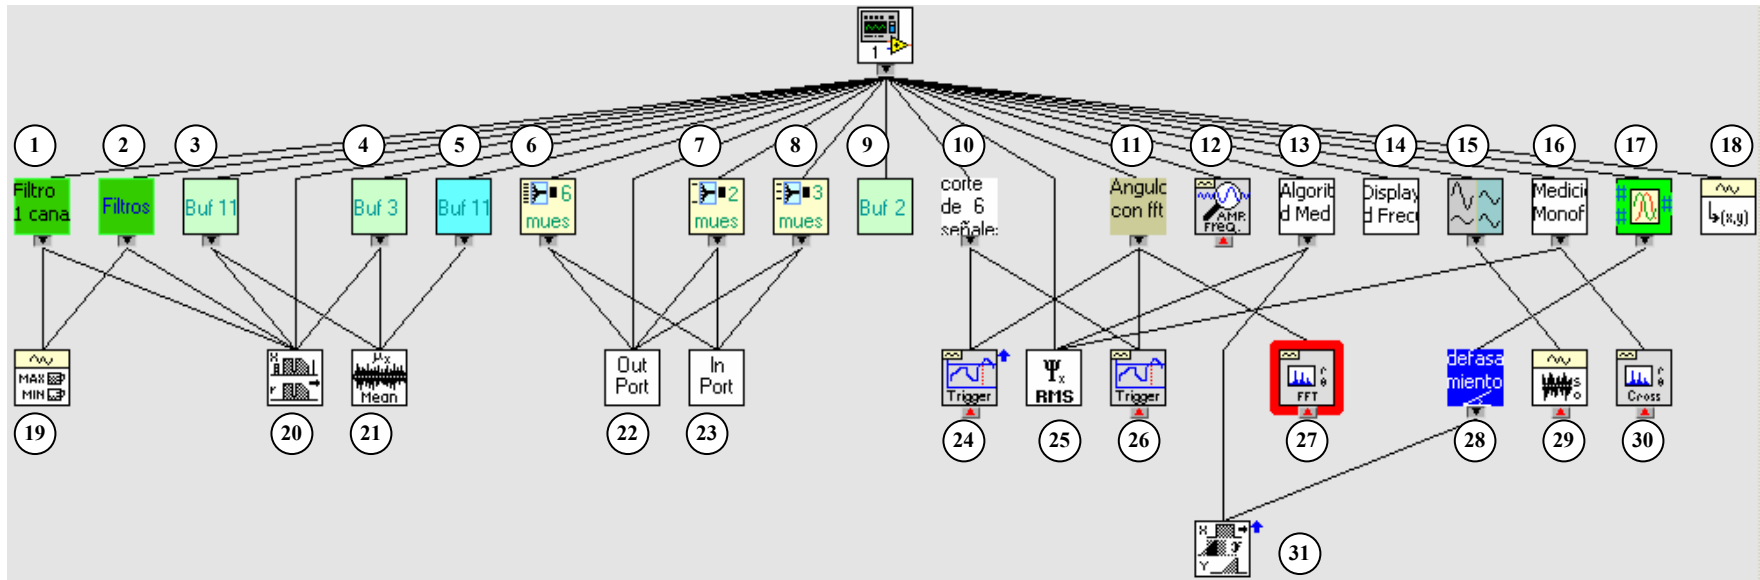 1
1
2
3
4
5
6
7
8
9
10
11
12
13
14
15
16
17
18
Filtro
1 cana
Filtros
Buf 11
Buf 3
Buf 11
6
mues
2
mues
3
mues
Buf 2
corte
de 6
señale:
Angulo
con fft
AMP
Freq.
Algorit
d Med
Display
d Frecu
Medici
Monof
# #
#
(x,y)
MAX
MIN
X
Y
μx
Mean
Out
Port
In
Port
Trigger
Ψx
RMS
Trigger
r
θ
FFT
defasa
miento
S
r
θ
Cross
19
20
21
22
23
24
25
26
27
28
29
30
X
Y
31